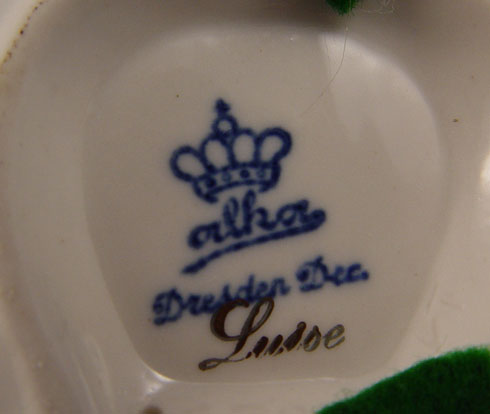 alka
Dresden Dec.
Luise